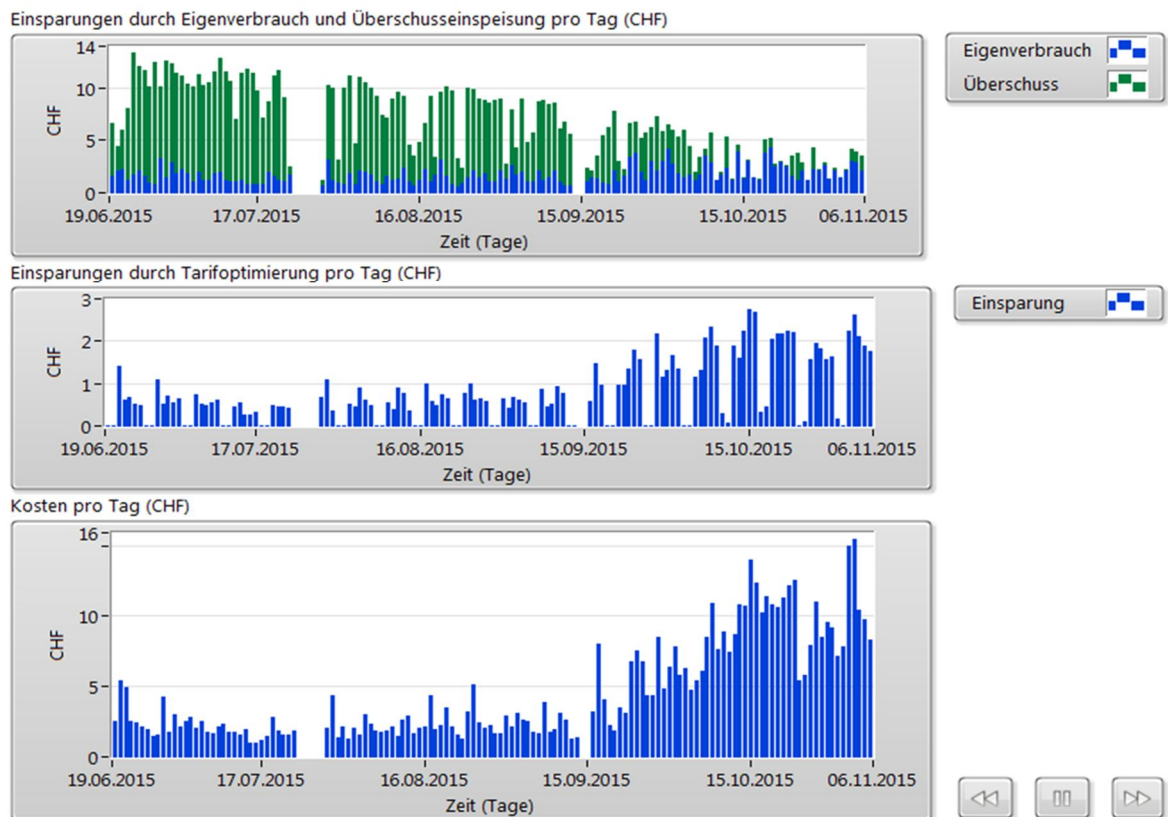 Einsparungen durch Eigenverbrauch und Überschusseinspeisung pro Tag (CHF)
14
10
5
0
CHF
19.06.2015 17.07.2015 16.08.2015 15.09.2015 15.10.2015 06.11.2015
Zeit (Tage)
Eigenverbrauch
Überschuss
Einsparungen durch Tarifoptimierung pro Tag (CHF)
3
2
1
0
CHF
19.06.2015 17.07.2015 16.08.2015 15.09.2015 15.10.2015 06.11.2015
Zeit (Tage)
Einsparung
Kosten pro Tag (CHF)
16
10
5
0
CHF
19.06.2015 17.07.2015 16.08.2015 15.09.2015 15.10.2015 06.11.2015
Zeit (Tage)